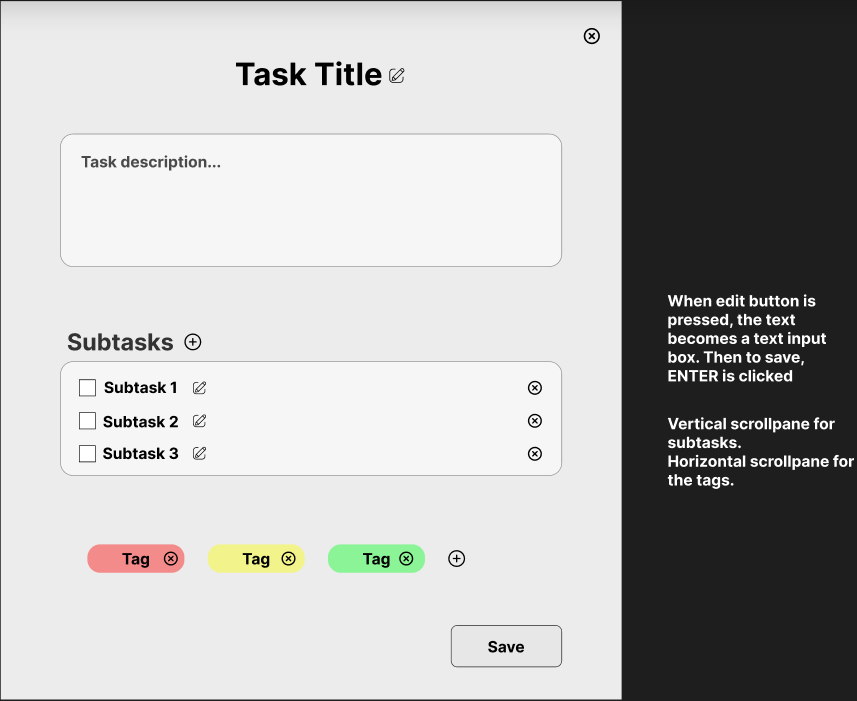 Task Title
Task description...
When edit button is
pressed, the text
becomes a text input
box. Then to save,
ENTER is clicked
Subtasks
Subtask 1
Subtask 2
Subtask 3
Vertical scrollpane for
subtasks.
Horizontal scrollpane for
the tags.
Tag
Tag
Tag
Save